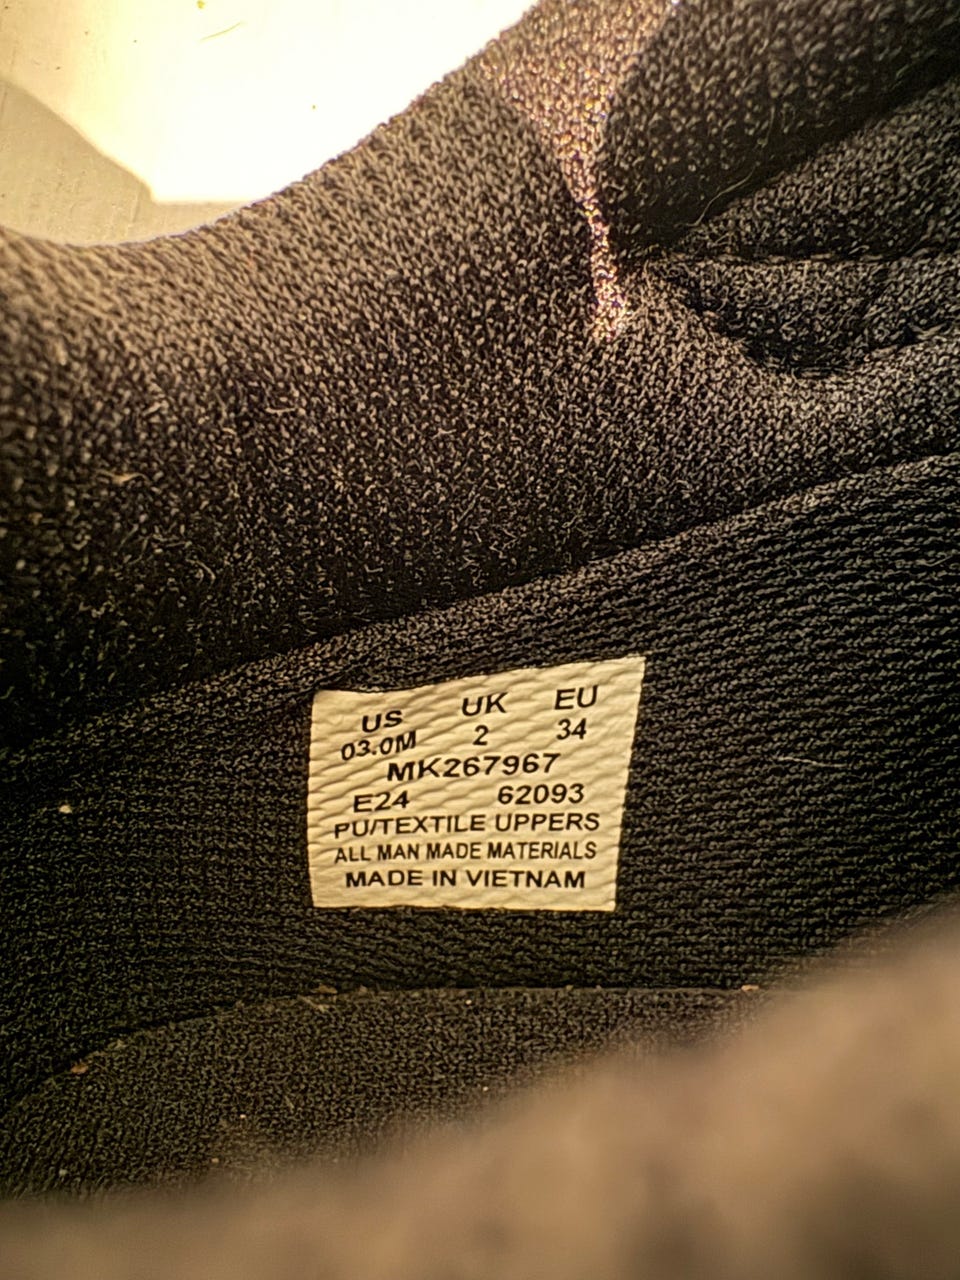 US UK EU
03.0M 2 34
MK267967
E24 62093
PU/TEXTILE UPPERS
ALL MAN MADE MATERIALS
MADE IN VIETNAM